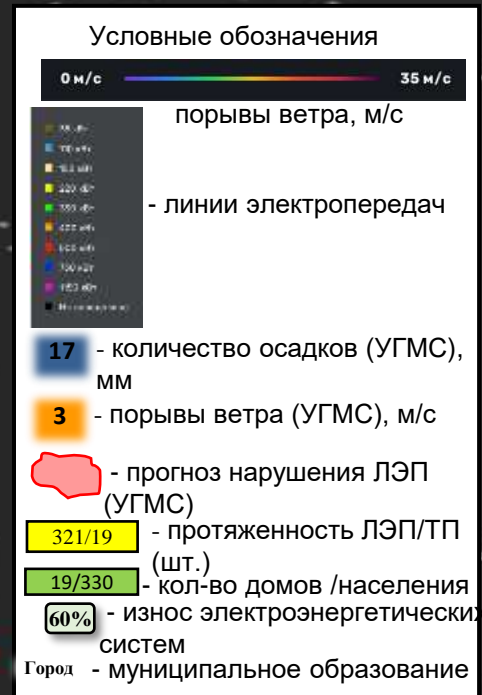 Условные обозначения
0 м/с 35 м/с
порывы ветра, м/с
220 кВт
- линии электропередач
17 - количество осадков (УГМС),
мм
3 - порывы ветра (УГМС), м/с
- прогноз нарушения ЛЭП
(УГМС)
321/19 - протяженность ЛЭП/ТП
(шт.)
19/330 - кол-во домов /населения
60% - износ электроэнергетических
систем
Город - муниципальное образование